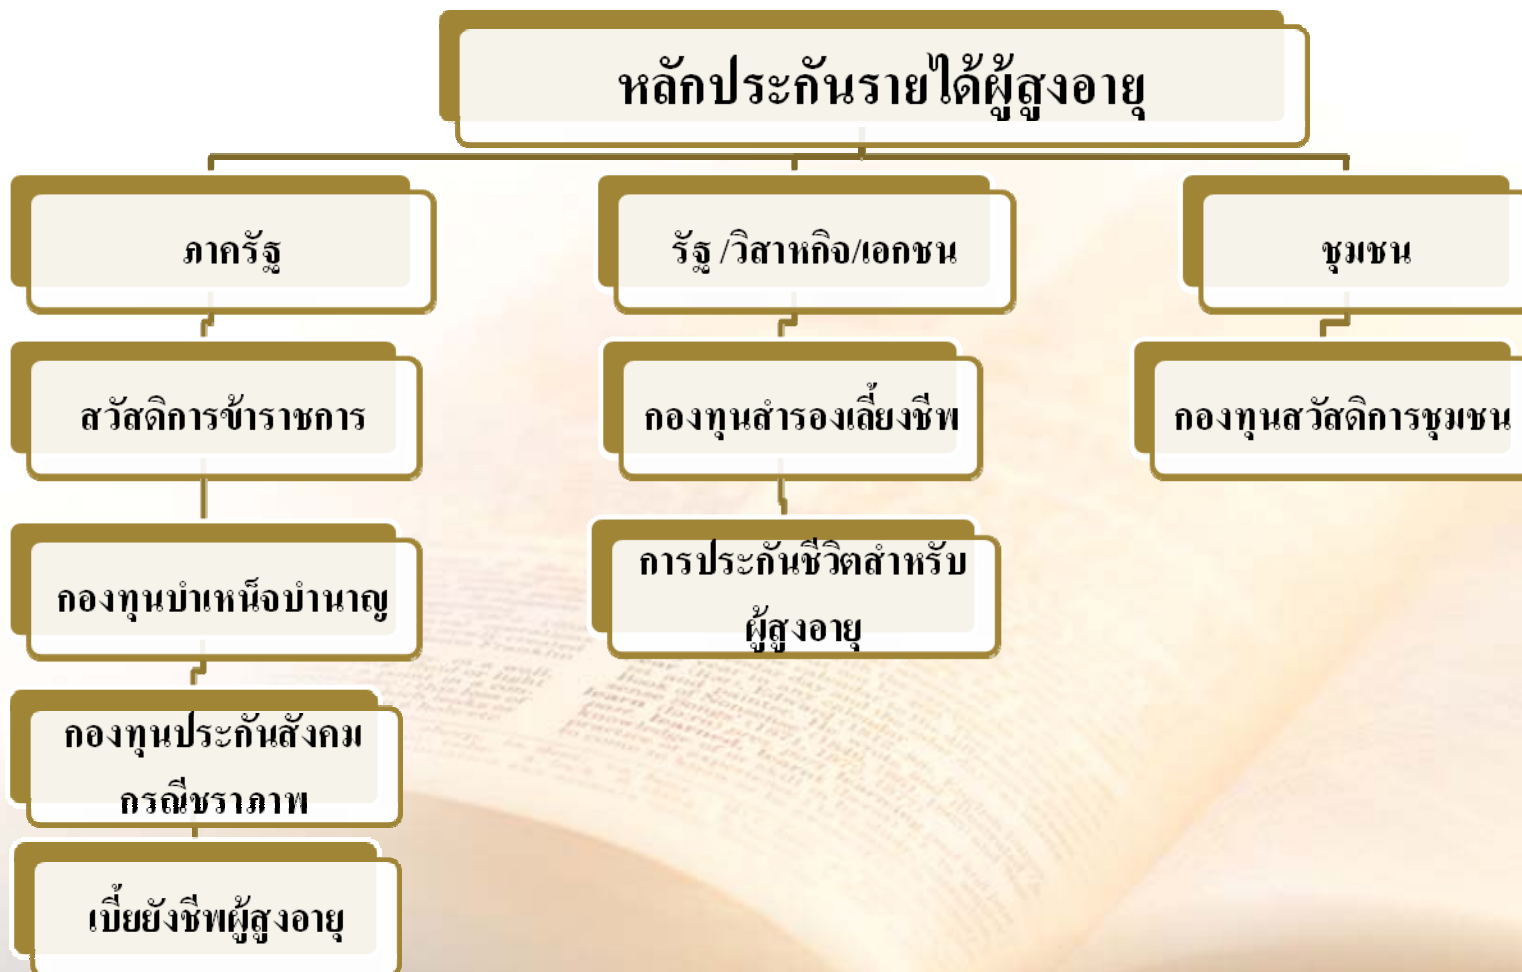 หลักประกันรายได้ผู้สูงอายุ
ภาครัฐ
รัฐ /วิสาหกิจ/เอกชน
ชุมชน
สวัสดิการข้าราชการ
กองทุนสำรองเลี้ยงชีพ
กองทุนสวัสดิการชุมชน
กองทุนบำเหน็จบำนาญ
การประกันชีวิตสำหรับ
ผู้สูงอายุ
กองทุนประกันสังคม
กรณีชราภาพ
เบี้ยยังชีพผู้สูงอายุ